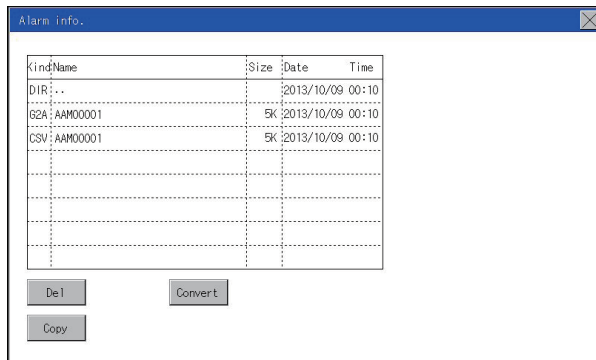 Alarm info.
Kind Name Size Date Time
DIR .. 2013/10/09 00:10
G2A AAM00001 5K 2013/10/09 00:10
CSV AAM00001 5K 2013/10/09 00:10
Del Convert
Copy